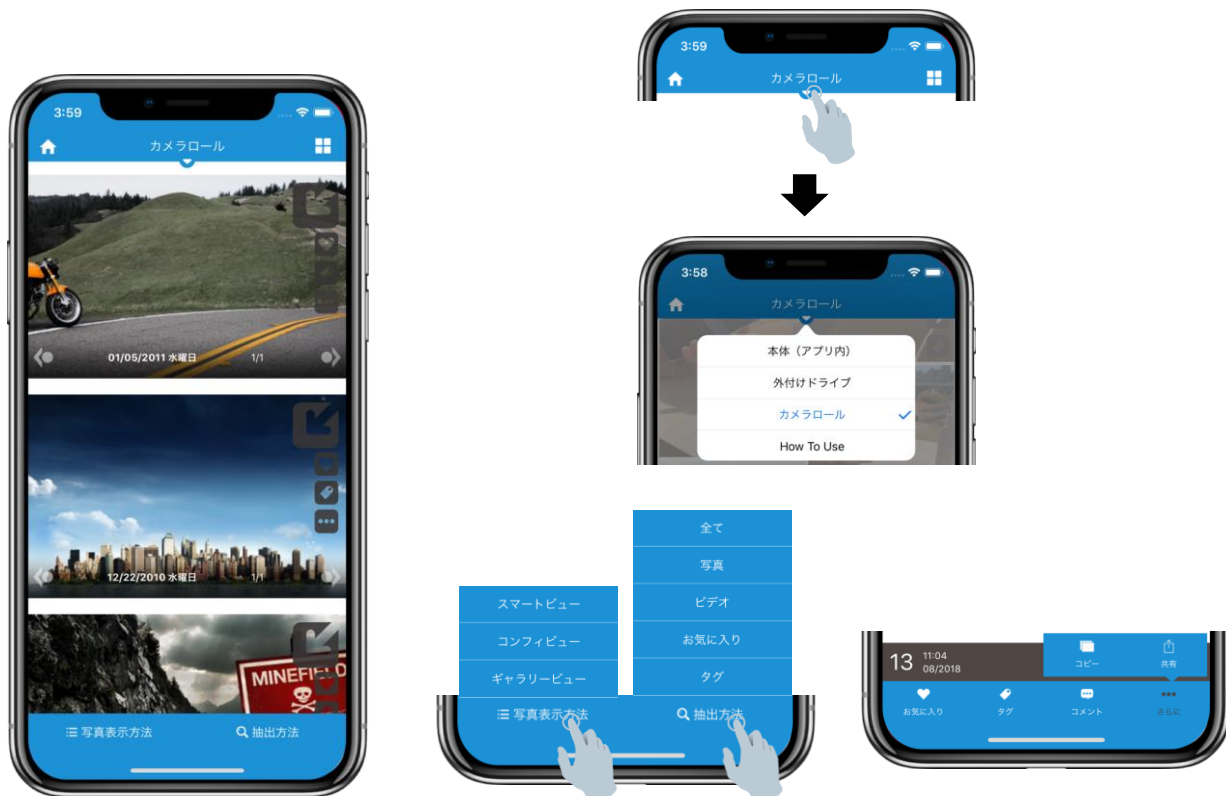 3:59
カメラロール
01/05/2011 水曜日 1/1
12/22/2010 水曜日 1/1
MINEFIELD
写真表示方法 抽出方法
3:59
カメラロール
3:58
カメラロール
本体（アプリ内）
外付けドライブ
カメラロール
How To Use
スマートビュー
コンフィビュー
ギャラリービュー
写真表示方法
全て
写真
ビデオ
お気に入り
タグ
抽出方法
13 11:04
08/2018
コピー 共有
お気に入り タグ コメント さらに